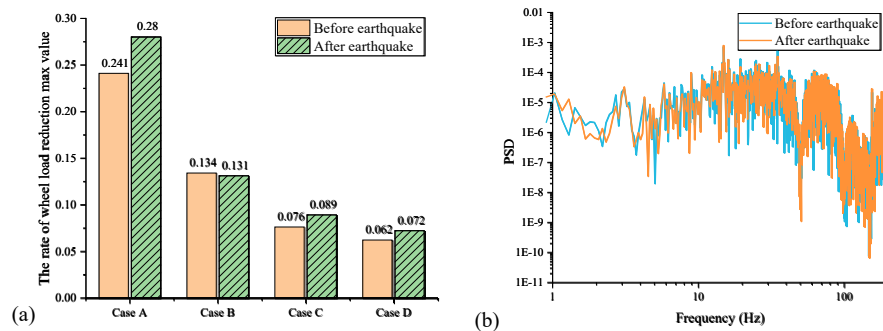 The rate of wheel load reduction max value
0.30
0.25
0.20
0.15
0.10
0.05
0.00
Before earthquake
After earthquake
0.241
0.28
0.134
0.131
0.076
0.089
0.062
0.072
Case A
Case B
Case C
Case D
(a)
PSD
1E-3
1E-4
1E-5
1E-6
1E-7
1E-8
1E-9
1E-10
1E-11
Before earthquake
After earthquake
1
10
100
Frequency (Hz)
(b)